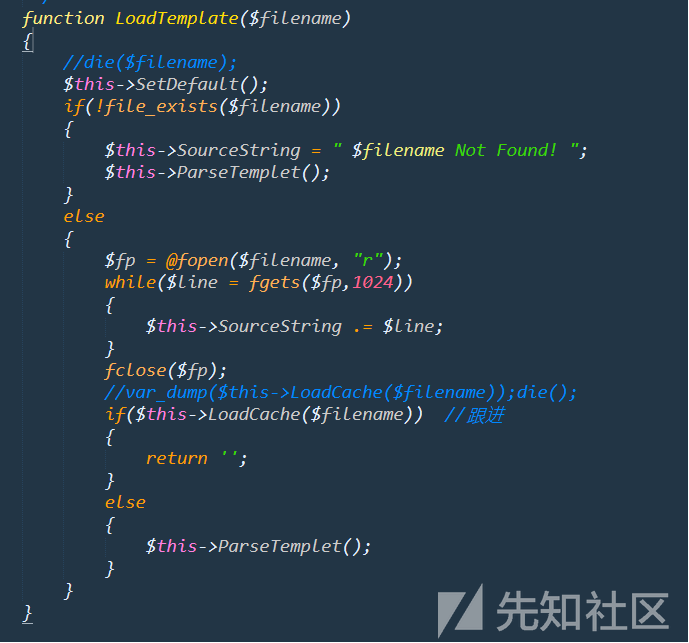 function LoadTemplate($filename)
{
    //die($filename);
    $this->SetDefault();
    if(!file_exists($filename))
    {
        $this->SourceString = " $filename Not Found! ";
        $this->ParseTemplet();
    }
    else
    {
        $fp = @fopen($filename, "r");
        while($line = fgets($fp,1024))
        {
            $this->SourceString .= $line;
        }
        fclose($fp);
        //var_dump($this->LoadCache($filename));die();
        if($this->LoadCache($filename))  //跟进
        {
            return '';
        }
        else
        {
            $this->ParseTemplet();
        }
    }
}
先知社区